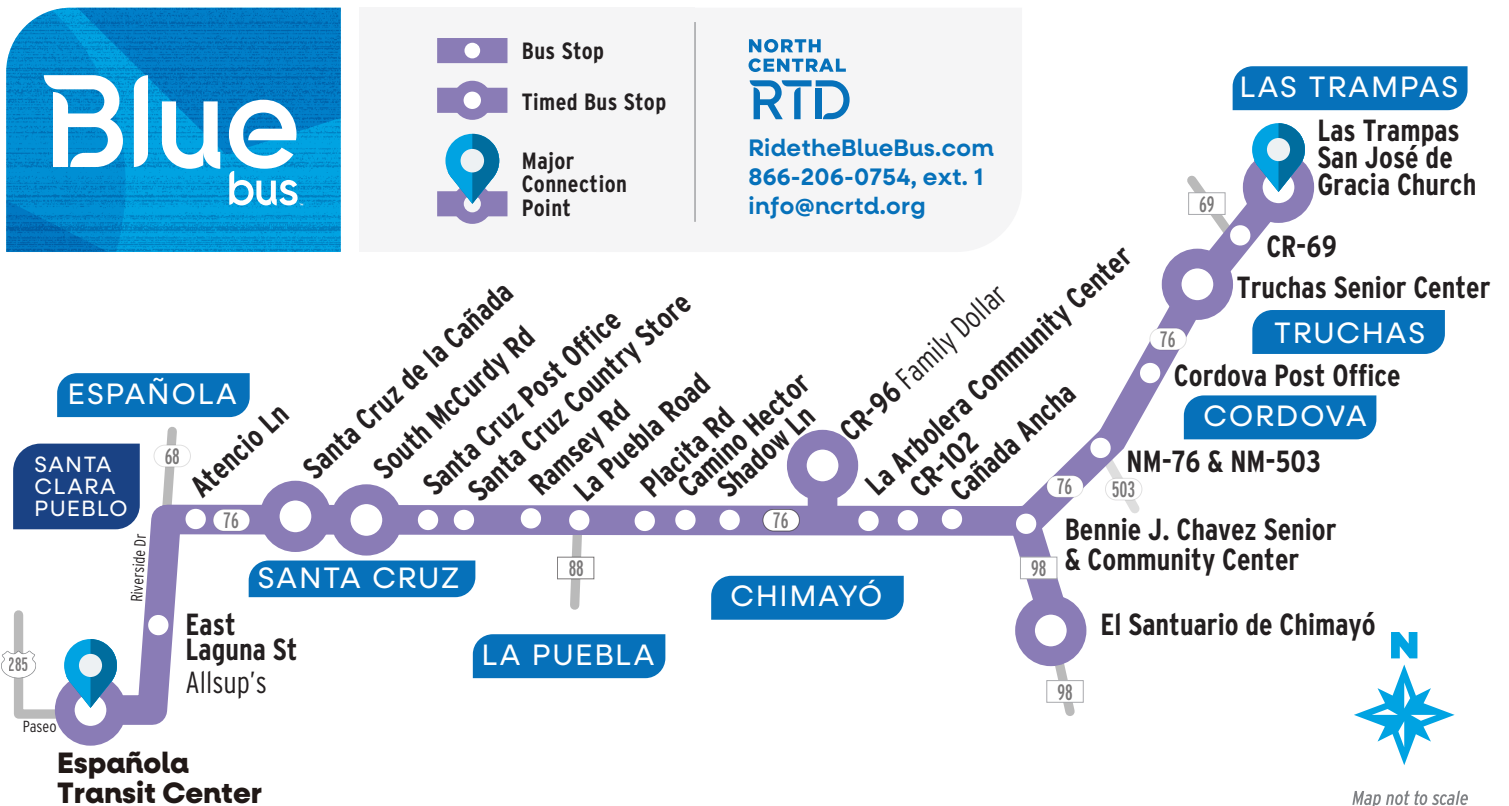 Blue
bus
Bus Stop
Timed Bus Stop
Major
Connection
Point
NORTH
CENTRAL
RTD
RidetheBlueBus.com
866-206-0754, ext. 1
info@ncrtd.org
LAS TRAMPAS
Las Trampas
San José de
Gracia Church
69
CR-69
Truchas Senior Center
TRUCHAS
76
Cordova Post Office
CORDOVA
NM-76 & NM-503
503
76
Bennie J. Chavez Senior
& Community Center
98
El Santuario de Chimayó
98
ESPAÑOLA
68
SANTA
CLARA
PUEBLO
Atencio Ln
76
Santa Cruz de la Cañada
South McCurdy Rd
Santa Cruz Post Office
Santa Cruz Country Store
Ramsey Rd
La Puebla Road
Placita Rd
Camino Hector
Shadow Ln
76
CR-96 Family Dollar
La Arbolera Community Center
CR-102
Cañada Ancha
SANTA CRUZ
88
LA PUEBLA
CHIMAYÓ
Riverside Dr
East
Laguna St
Allsup's
285
Paseo
Española
Transit Center
N
Map not to scale